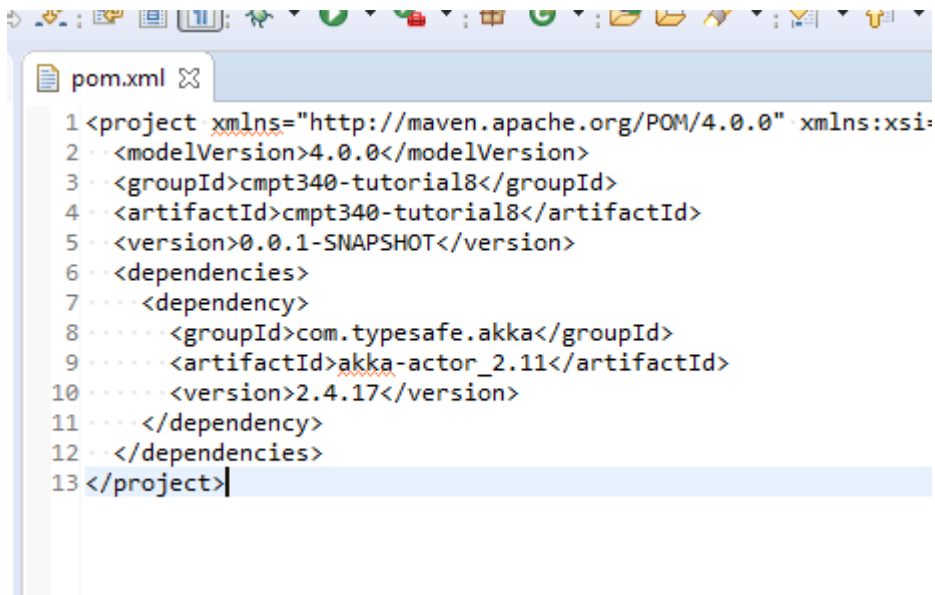 pom.xml
1 <project xmlns="http://maven.apache.org/POM/4.0.0" xmlns:xsi=
2 <modelVersion>4.0.0</modelVersion>
3 <groupId>cmpt340-tutorial8</groupId>
4 <artifactId>cmpt340-tutorial8</artifactId>
5 <version>0.0.1-SNAPSHOT</version>
6 <dependencies>
7 <dependency>
8 <groupId>com.typesafe.akka</groupId>
9 <artifactId>akka-actor_2.11</artifactId>
10 <version>2.4.17</version>
11 </dependency>
12 </dependencies>
13 </project>